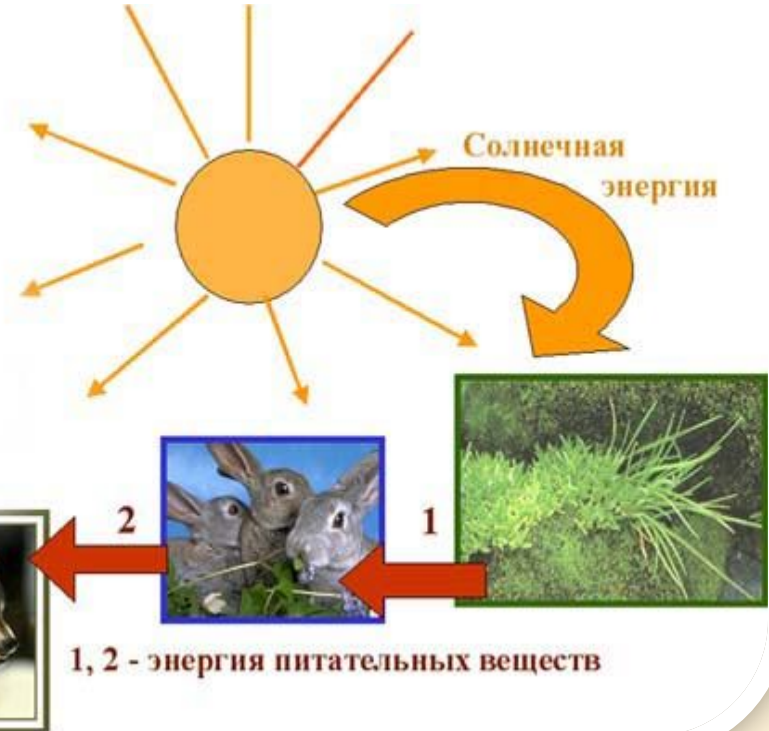 Солнечная
энергия
2
1
1, 2 - энергия питательных веществ